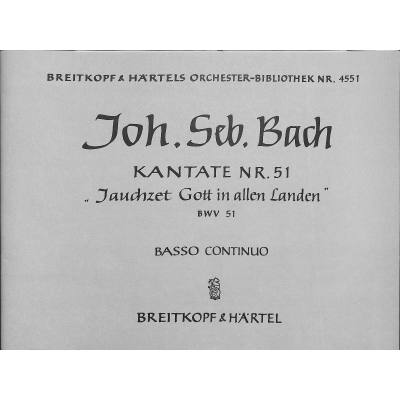 BREITKOPF & HÄRTELS ORCHESTER-BIBLIOTHEK NR. 4551
Joh. Seb. Bach
KANTATE NR. 51
„Jauchzet Gott in allen Landen"
BWV 51
BASSO CONTINUO
BREITKOPF & HÄRTEL